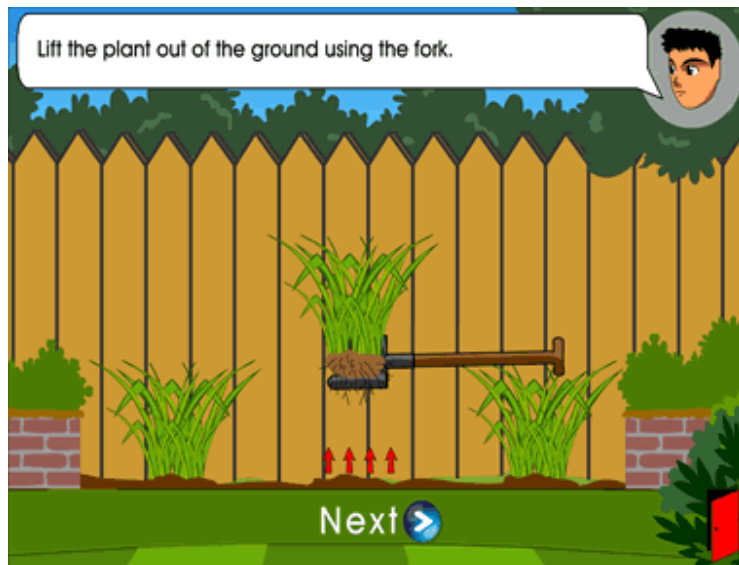 Lift the plant out of the ground using the fork.
Next